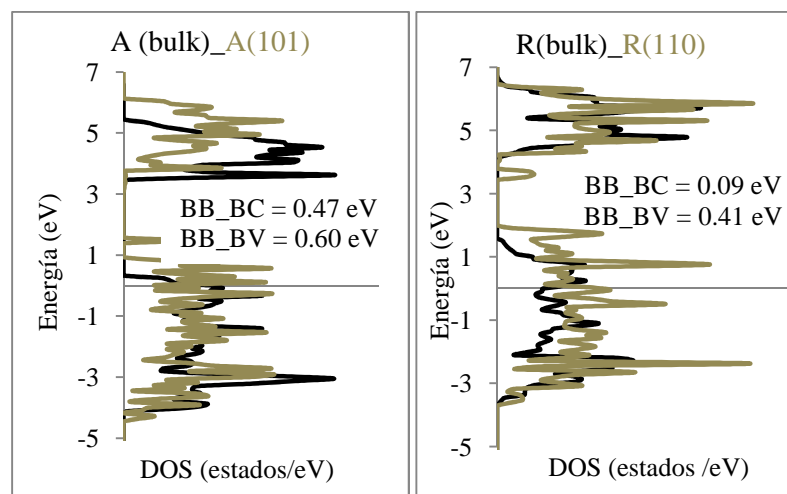 A (bulk)_A(101)
7
5
3
1
-1
-3
-5
Energía (eV)
BB_BC = 0.47 eV
BB_BV = 0.60 eV
DOS (estados/eV)
R(bulk)_R(110)
7
5
3
1
-1
-3
-5
Energía (eV)
BB_BC = 0.09 eV
BB_BV = 0.41 eV
DOS (estados /eV)